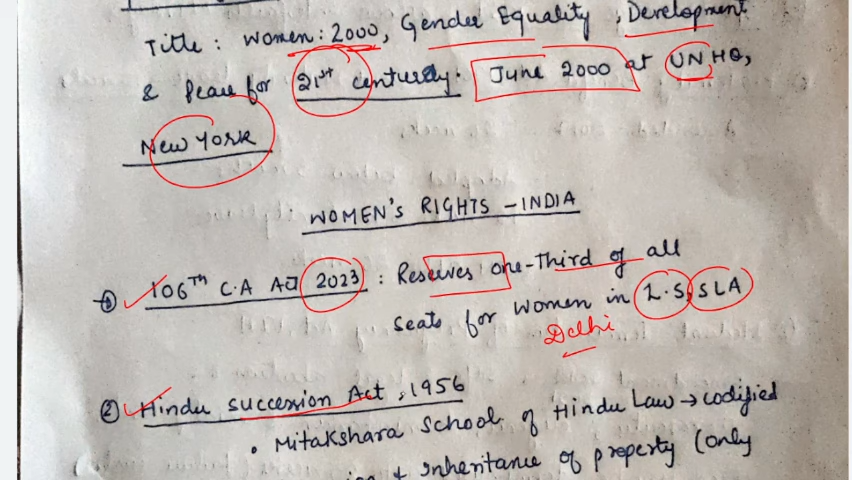 Title : Women : 2000, Gender Equality , Development
& Peace for 21st century. June 2000 at UN HQ,
New York
WOMEN'S RIGHTS - INDIA
① 106TH C.A Act 2023 : Reserves one-third of all
seats for women in L.S, SLA
Delhi
② Hindu succession Act, 1956
• Mitakshara School of Hindu Law → codified
& Inheritance of property (only